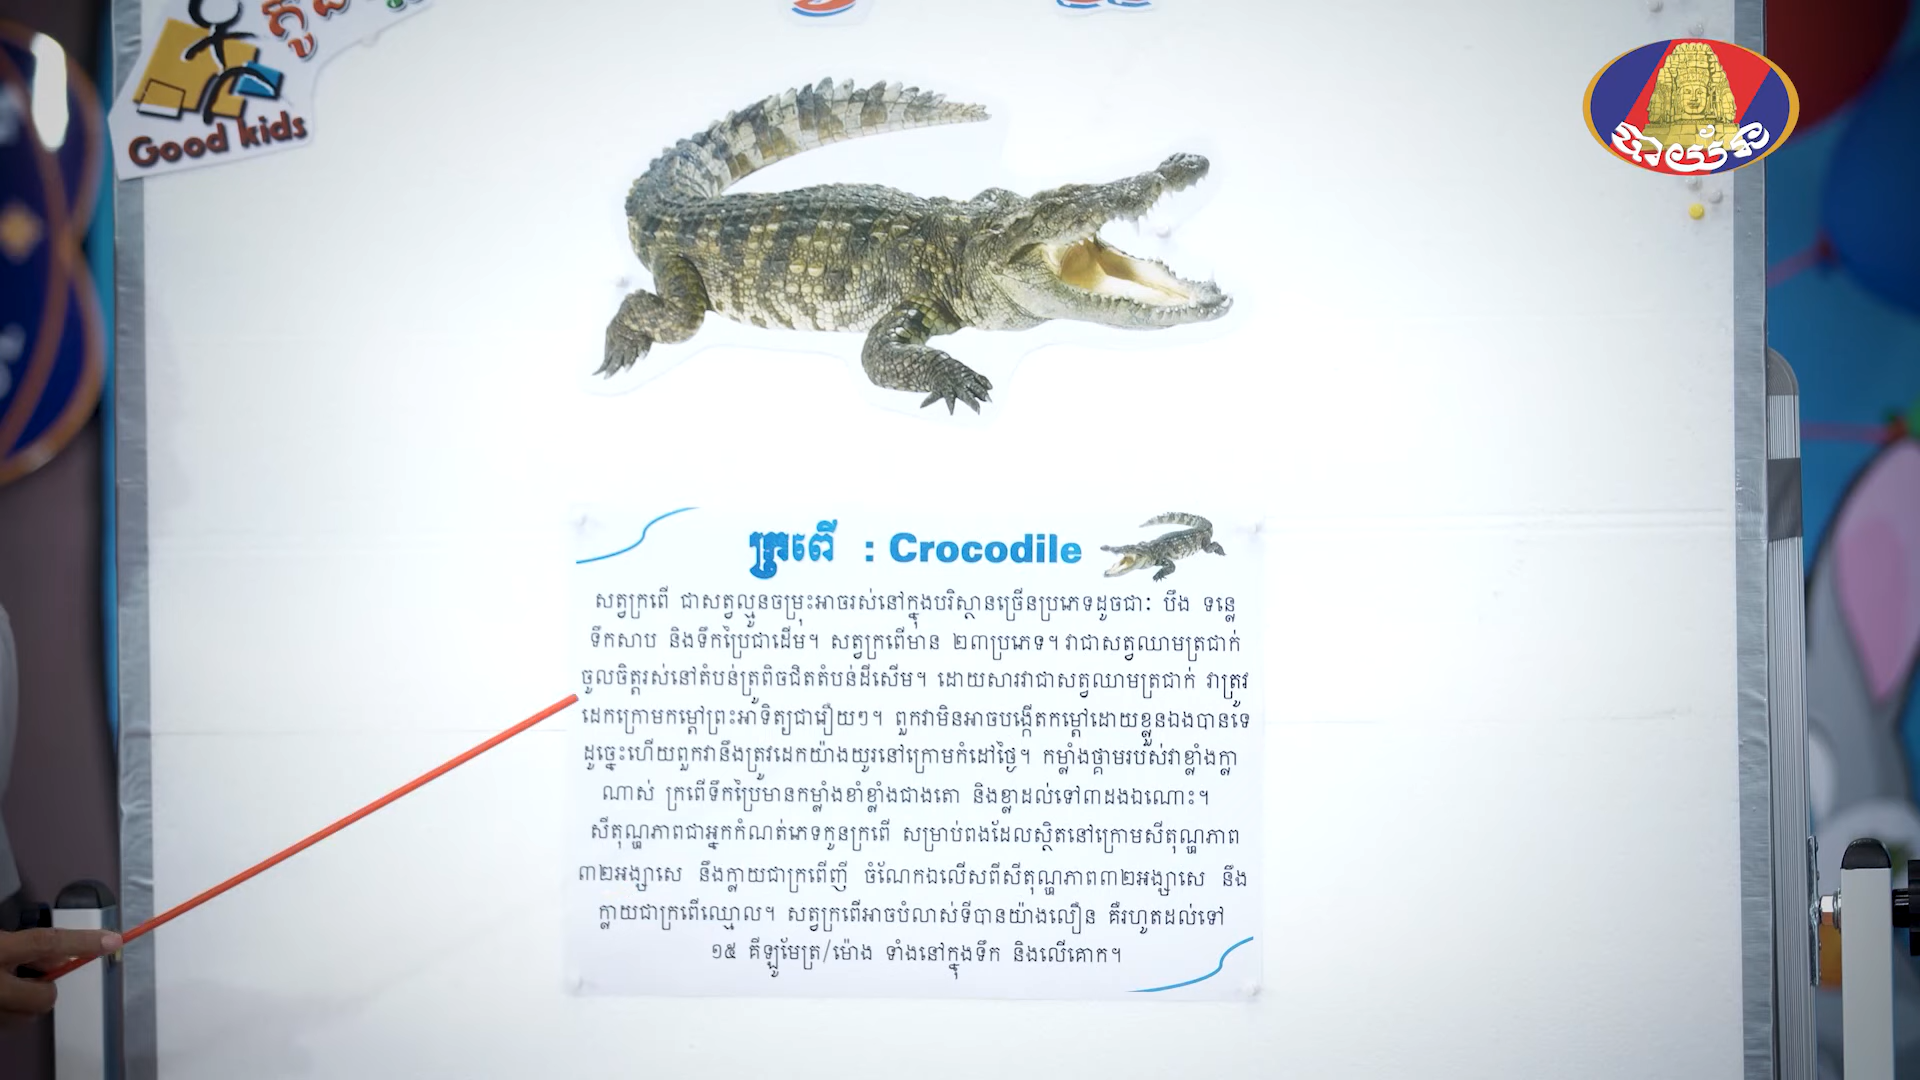 Good kids
បាយ័ន
ក្រពើ : Crocodile
សត្វក្រពើ ជាសត្វល្មូនចម្រុះអាចរស់នៅក្នុងបរិស្ថានច្រើនប្រភេទដូចជា: បឹង ទន្លេ
ទឹកសាប និងទឹកប្រៃជាដើម។ សត្វក្រពើមាន ២៣ប្រភេទ។ វាជាសត្វឈាមត្រជាក់
ចូលចិត្តរស់នៅតំបន់ត្រូពិចជិតតំបន់ដីសើម។ ដោយសារវាជាសត្វឈាមត្រជាក់ វាត្រូវ
ដេកក្រោមកម្តៅព្រះអាទិត្យជារឿយៗ។ ពួកវាមិនអាចបង្កើតកម្តៅដោយខ្លួនឯងបានទេ
ដូច្នេះហើយពួកវានឹងត្រូវដេកយ៉ាងយូរនៅក្រោមកំដៅថ្ងៃ។ កម្លាំងថ្គាមរបស់វាខ្លាំងក្លា
ណាស់ ក្រពើទឹកប្រៃមានកម្លាំងខាំខ្លាំងជាងតោ និងខ្លាដល់ទៅ៣ដងឯណោះ។
សីតុណ្ហភាពជាអ្នកកំណត់ភេទកូនក្រពើ សម្រាប់ពងដែលស្ថិតនៅក្រោមសីតុណ្ហភាព
៣២អង្សាសេ នឹងក្លាយជាក្រពើញី ចំណែកឯលើសពីសីតុណ្ហភាព៣២អង្សាសេ នឹង
ក្លាយជាក្រពើឈ្មោល។ សត្វក្រពើអាចបំលាស់ទីបានយ៉ាងលឿន គឺរហូតដល់ទៅ
១៥ គីឡូមែត្រ/ម៉ោង ទាំងនៅក្នុងទឹក និងលើគោក។